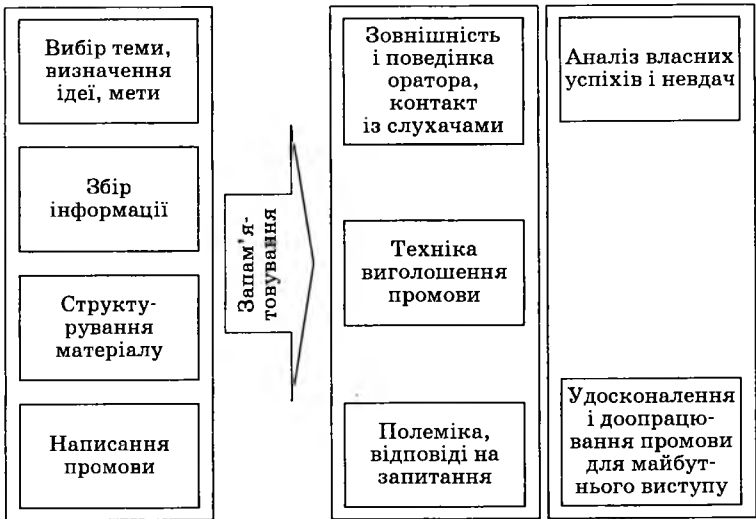 Вибір теми,
визначення
ідеї, мети
Збір
інформації
Структу-
рування
матеріалу
Написання
промови
Запам'я-
товування
Зовнішність
і поведінка
оратора,
контакт
із слухачами
Техніка
виголошення
промови
Полеміка,
відповіді на
запитання
Аналіз власних
успіхів і невдач
Удосконалення
і доопрацю-
вання промови
для майбут-
нього виступу